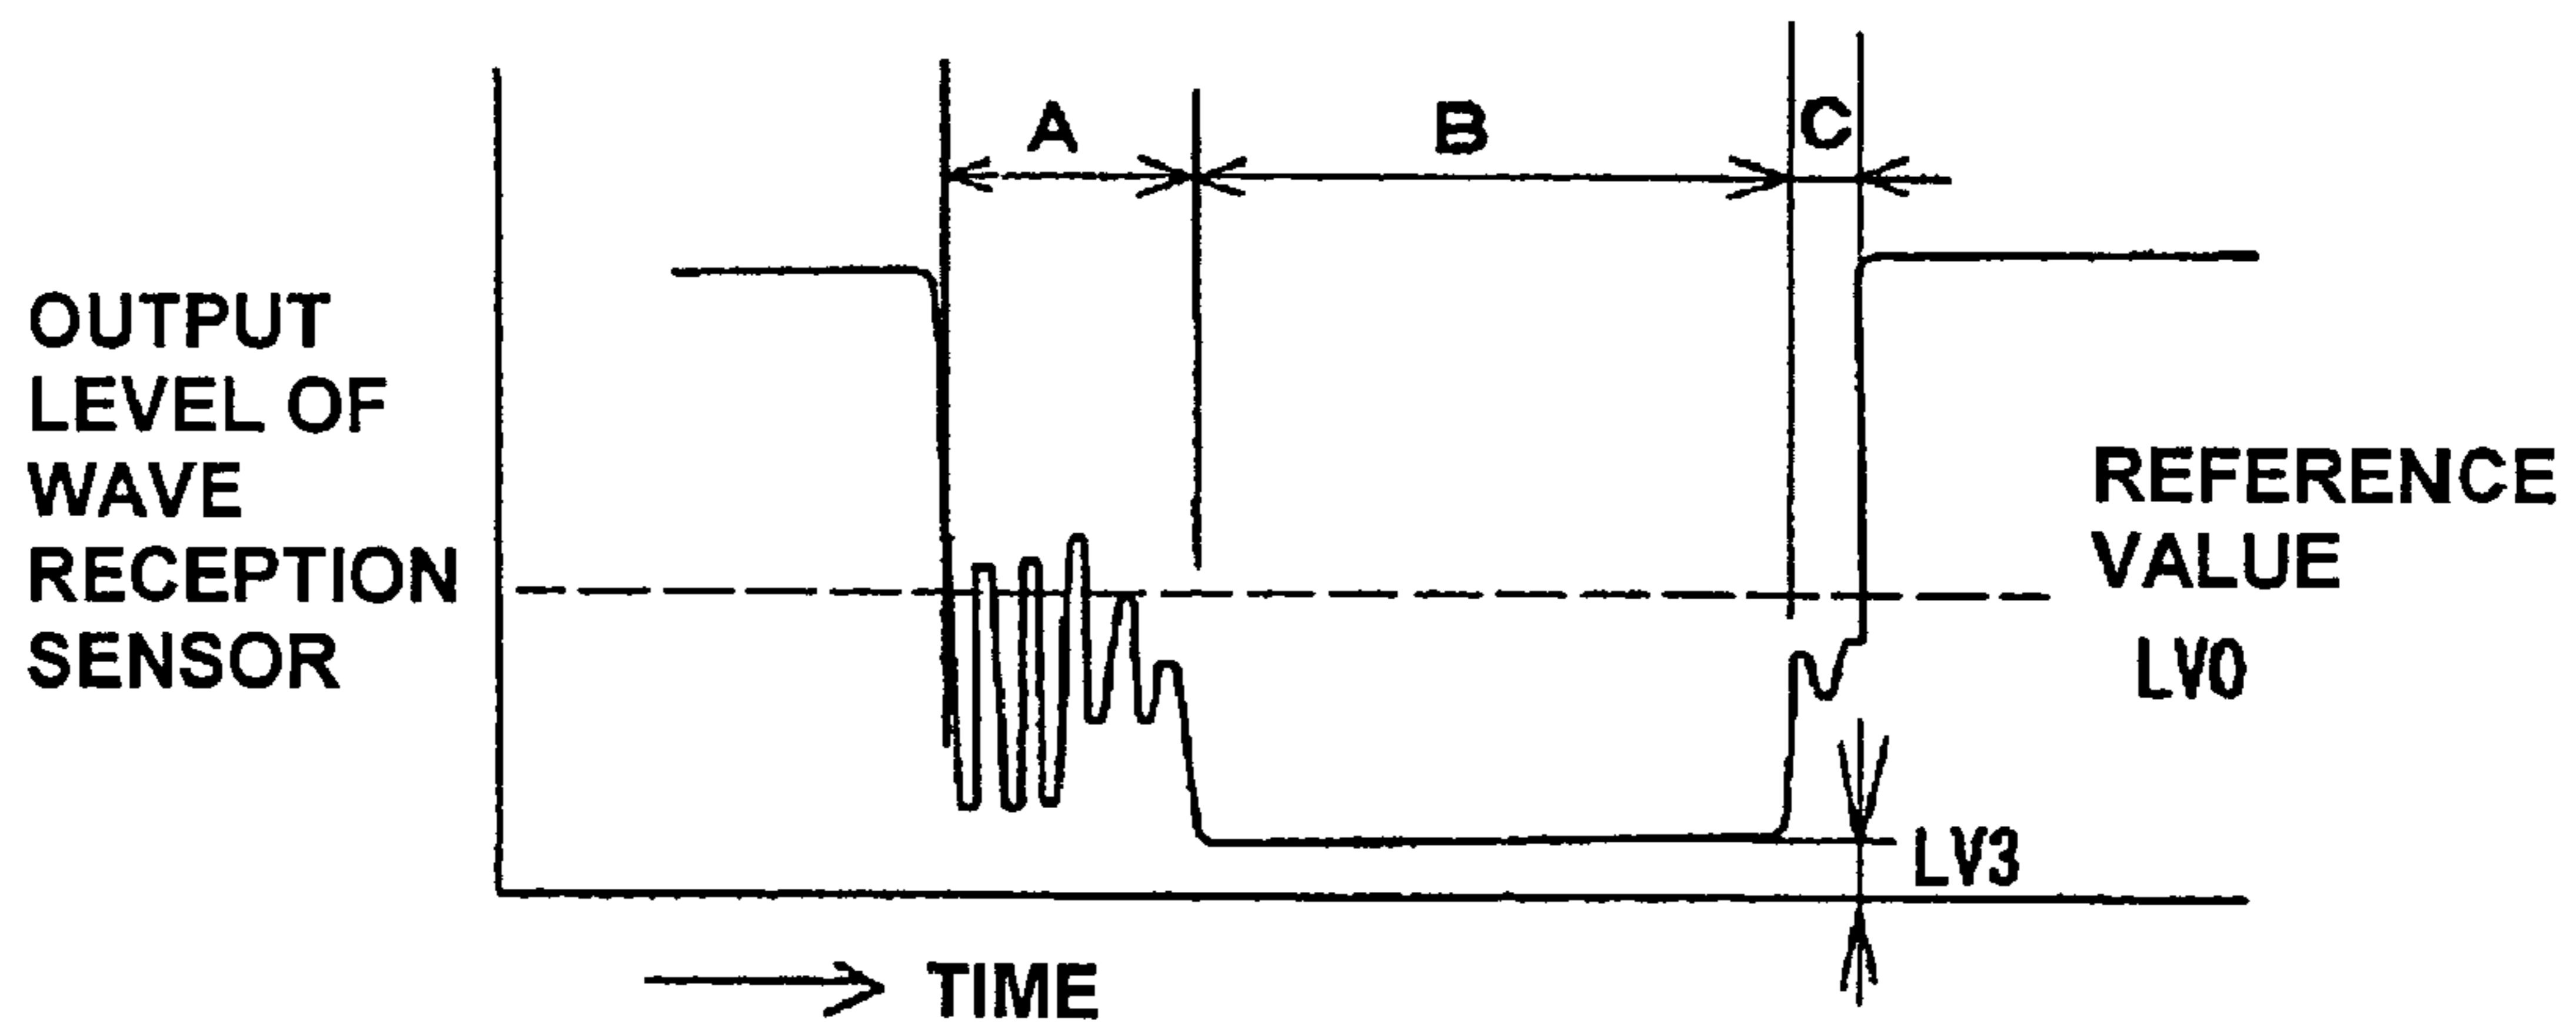 A
B
C
OUTPUT
LEVEL OF
WAVE
RECEPTION
SENSOR
REFERENCE
VALUE
LV0
LV3
TIME